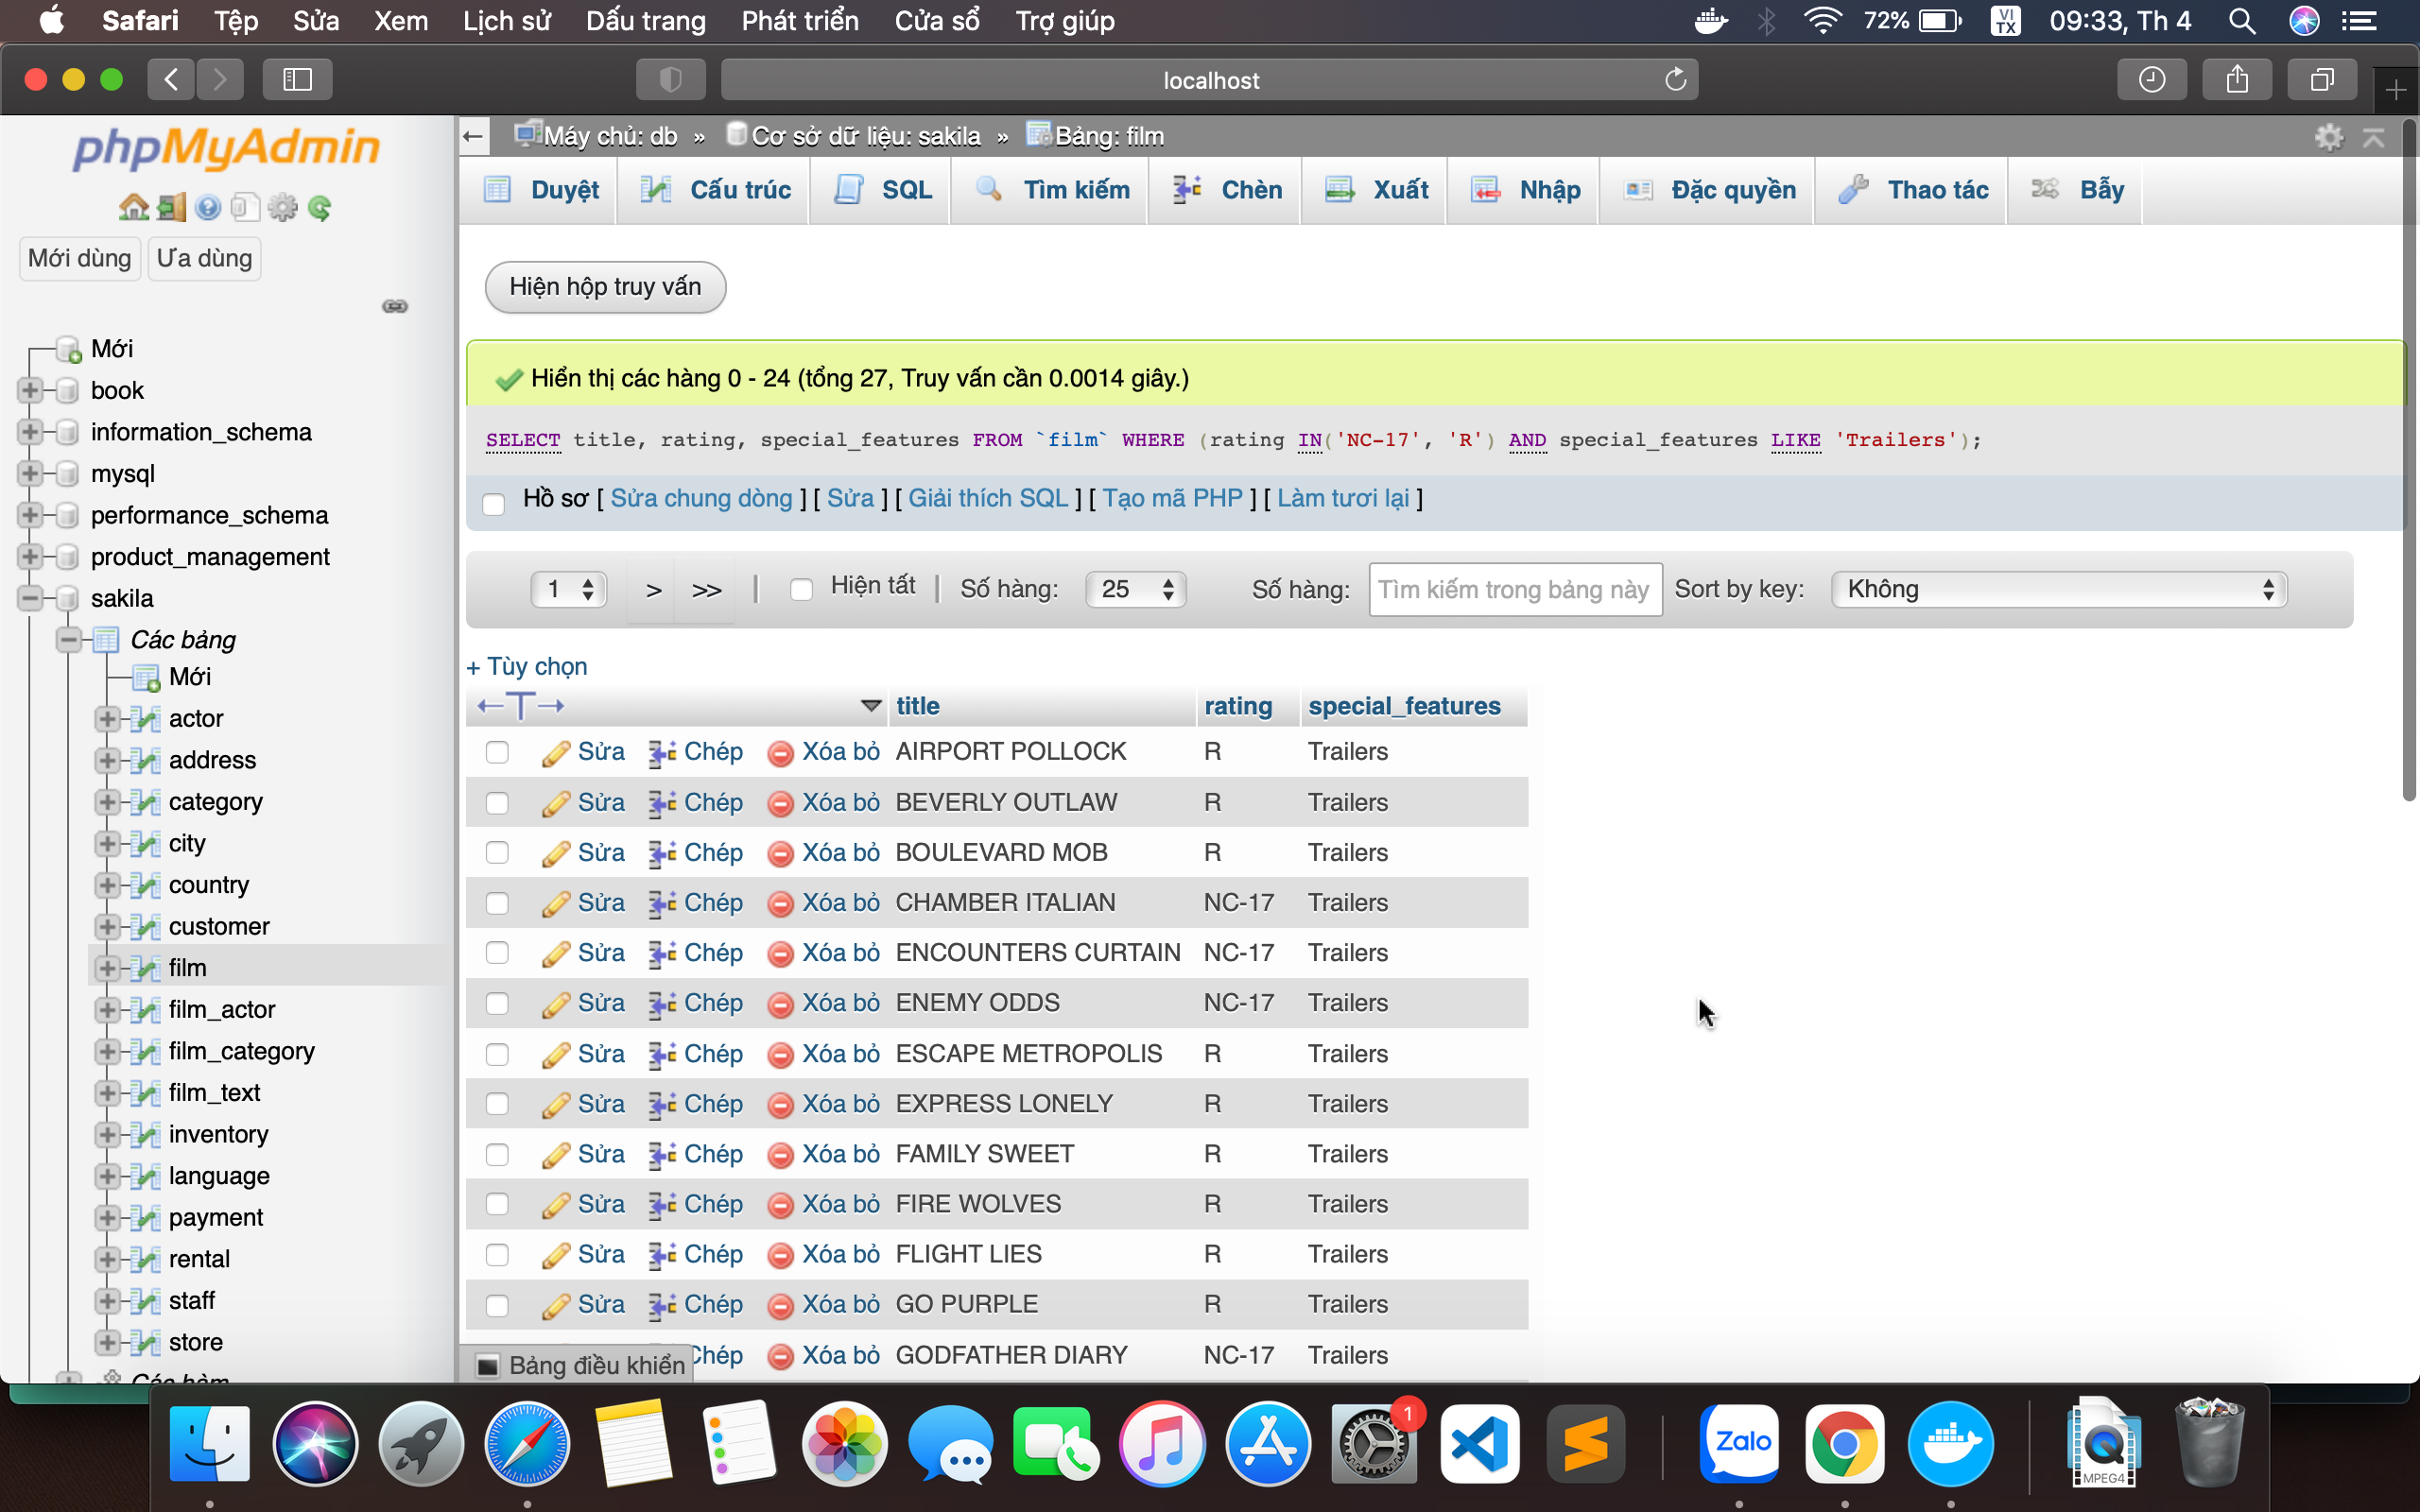 Safari Tệp Sửa Xem Lịch sử Dấu trang Phát triển Cửa sổ Trợ giúp 72% VI TX 09:33, Th 4
localhost
phpMyAdmin
Mới dùng Ưa dùng
Mới
book
information_schema
mysql
performance_schema
product_management
sakila
Các bảng
Mới
actor
address
category
city
country
customer
film
film_actor
film_category
film_text
inventory
language
payment
rental
staff
store
Các hàm
Máy chủ: db » Cơ sở dữ liệu: sakila » Bảng: film
Duyệt Cấu trúc SQL Tìm kiếm Chèn Xuất Nhập Đặc quyền Thao tác Bẫy
Hiện hộp truy vấn
Hiển thị các hàng 0 - 24 (tổng 27, Truy vấn cần 0.0014 giây.)
SELECT title, rating, special_features FROM `film` WHERE (rating IN('NC-17', 'R') AND special_features LIKE 'Trailers');
Hồ sơ [ Sửa chung dòng ] [ Sửa ] [ Giải thích SQL ] [ Tạo mã PHP ] [ Làm tươi lại ]
1 > >> | Hiện tất | Số hàng: 25 Số hàng: Tìm kiếm trong bảng này Sort by key: Không
+ Tùy chọn
←T→ title rating special_features
Sửa Chép Xóa bỏ AIRPORT POLLOCK R Trailers
Sửa Chép Xóa bỏ BEVERLY OUTLAW R Trailers
Sửa Chép Xóa bỏ BOULEVARD MOB R Trailers
Sửa Chép Xóa bỏ CHAMBER ITALIAN NC-17 Trailers
Sửa Chép Xóa bỏ ENCOUNTERS CURTAIN NC-17 Trailers
Sửa Chép Xóa bỏ ENEMY ODDS NC-17 Trailers
Sửa Chép Xóa bỏ ESCAPE METROPOLIS R Trailers
Sửa Chép Xóa bỏ EXPRESS LONELY R Trailers
Sửa Chép Xóa bỏ FAMILY SWEET R Trailers
Sửa Chép Xóa bỏ FIRE WOLVES R Trailers
Sửa Chép Xóa bỏ FLIGHT LIES R Trailers
Sửa Chép Xóa bỏ GO PURPLE R Trailers
Chép Xóa bỏ GODFATHER DIARY NC-17 Trailers
Bảng điều khiển
1
Zalo
MPEG4